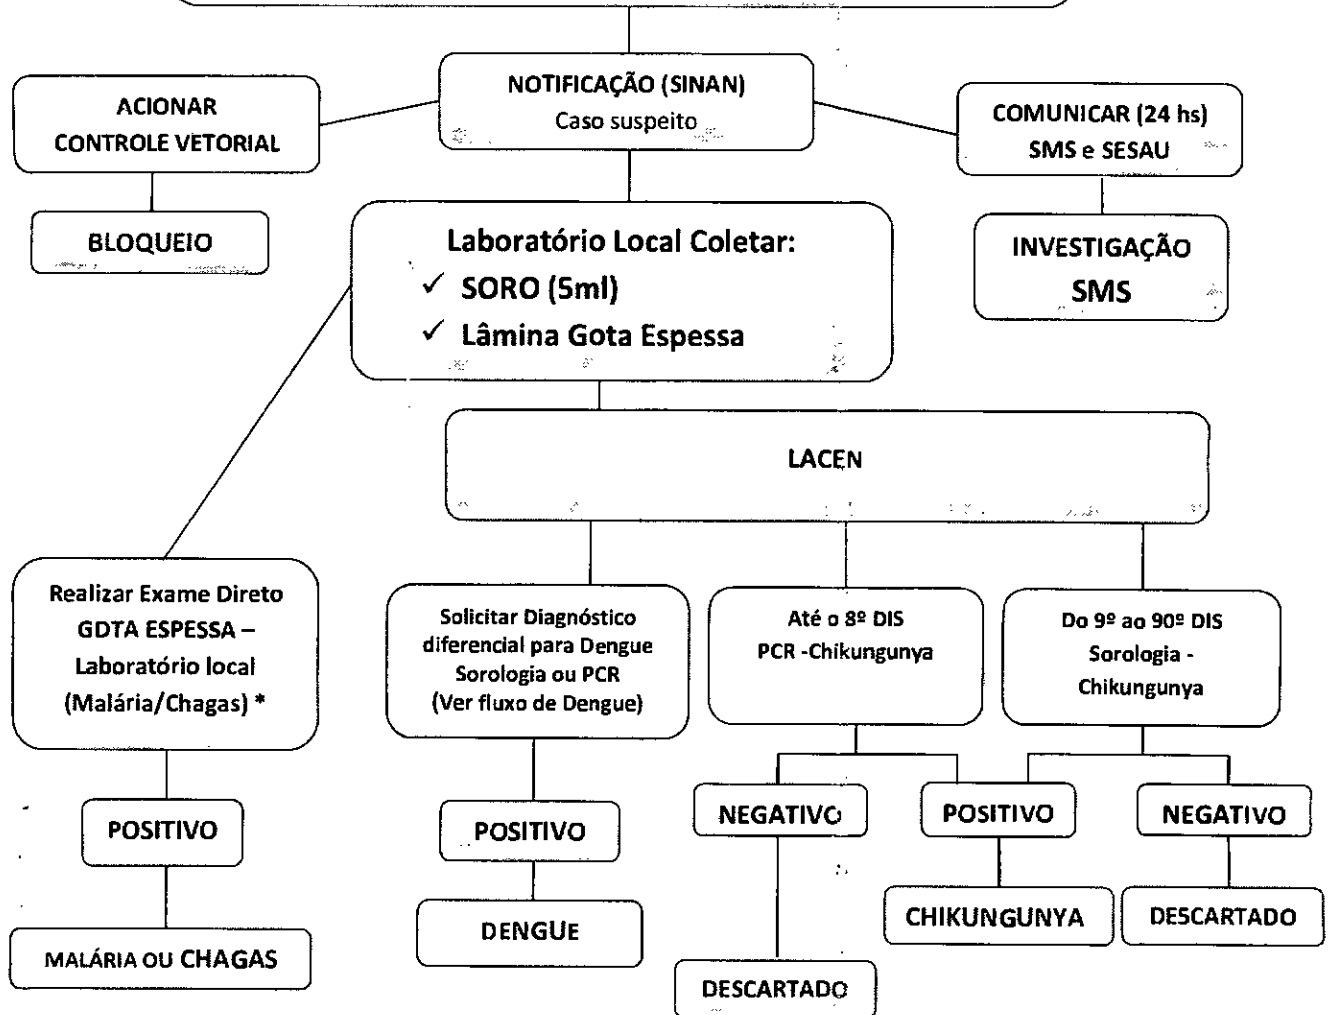 NOTIFICAÇÃO (SINAN)
Caso suspeito
ACIONAR
CONTROLE VETORIAL
COMUNICAR (24 hs)
SMS e SESAU
BLOQUEIO
Laboratório Local Coletar:
✓ SORO (5ml)
✓ Lâmina Gota Espessa
INVESTIGAÇÃO
SMS
LACEN
Realizar Exame Direto
GDTA ESPESSA –
Laboratório local
(Malária/Chagas) *
Solicitar Diagnóstico
diferencial para Dengue
Sorologia ou PCR
(Ver fluxo de Dengue)
Até o 8º DIS
PCR -Chikungunya
Do 9º ao 90º DIS
Sorologia -
Chikungunya
POSITIVO
POSITIVO
NEGATIVO
POSITIVO
NEGATIVO
MALÁRIA OU CHAGAS
DENGUE
DESCARTADO
CHIKUNGUNYA
DESCARTADO